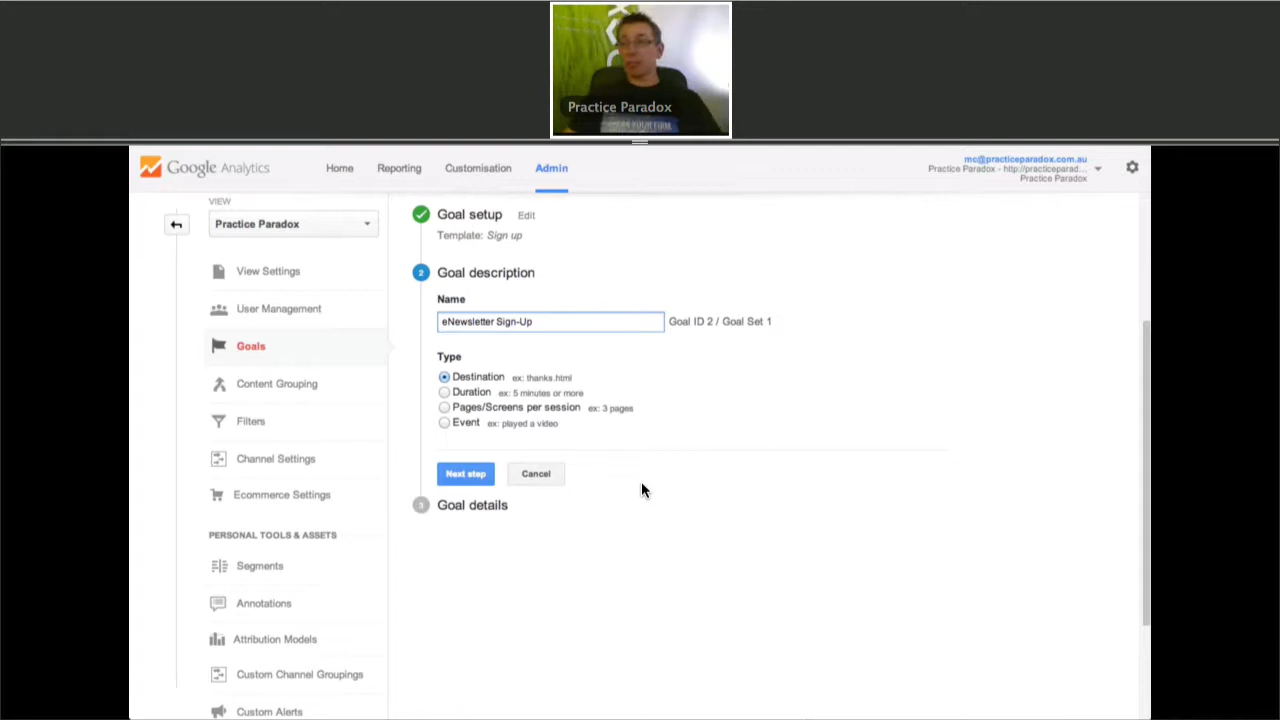 Practice Paradox
Google Analytics
Home
Reporting
Customisation
Admin
mc@practiceparadox.com.au
Practice Paradox - http://practiceparad...
Practice Paradox
VIEW
Practice Paradox
View Settings
User Management
Goals
Content Grouping
Filters
Channel Settings
Ecommerce Settings
PERSONAL TOOLS & ASSETS
Segments
Annotations
Attribution Models
Custom Channel Groupings
Custom Alerts
Goal setup Edit
Template: Sign up
2 Goal description
Name
eNewsletter Sign-Up Goal ID 2 / Goal Set 1
Type
Destination ex: thanks.html
Duration ex: 5 minutes or more
Pages/Screens per session ex: 3 pages
Event ex: played a video
Next step Cancel
3 Goal details